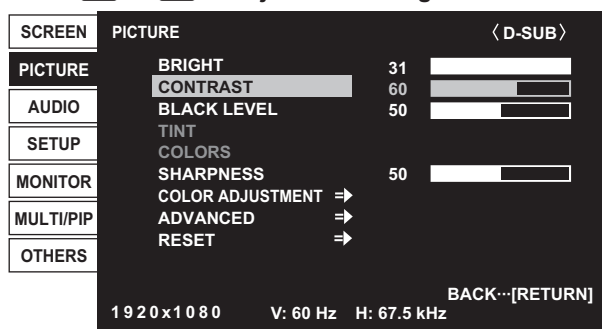 SCREEN
PICTURE
AUDIO
SETUP
MONITOR
MULTI/PIP
OTHERS
PICTURE 〈D-SUB〉
BRIGHT 31
CONTRAST 60
BLACK LEVEL 50
TINT
COLORS
SHARPNESS 50
COLOR ADJUSTMENT ⇒
ADVANCED ⇒
RESET ⇒
BACK···[RETURN]
1920x1080 V: 60 Hz H: 67.5 kHz